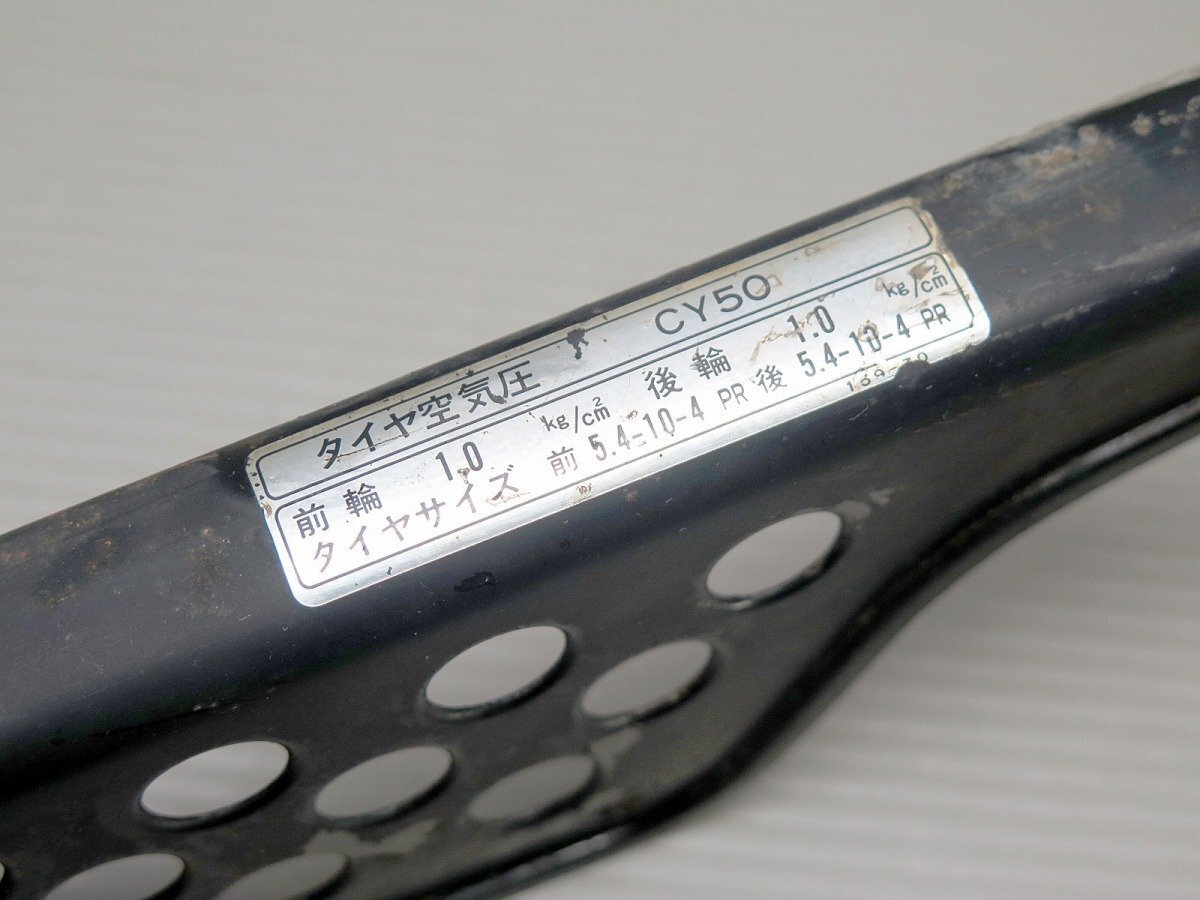 タイヤ空気圧 CY50
前輪 1.0 kg/cm² 後輪 1.0 kg/cm²
タイヤサイズ 前 5.4-10-4 PR 後 5.4-10-4 PR